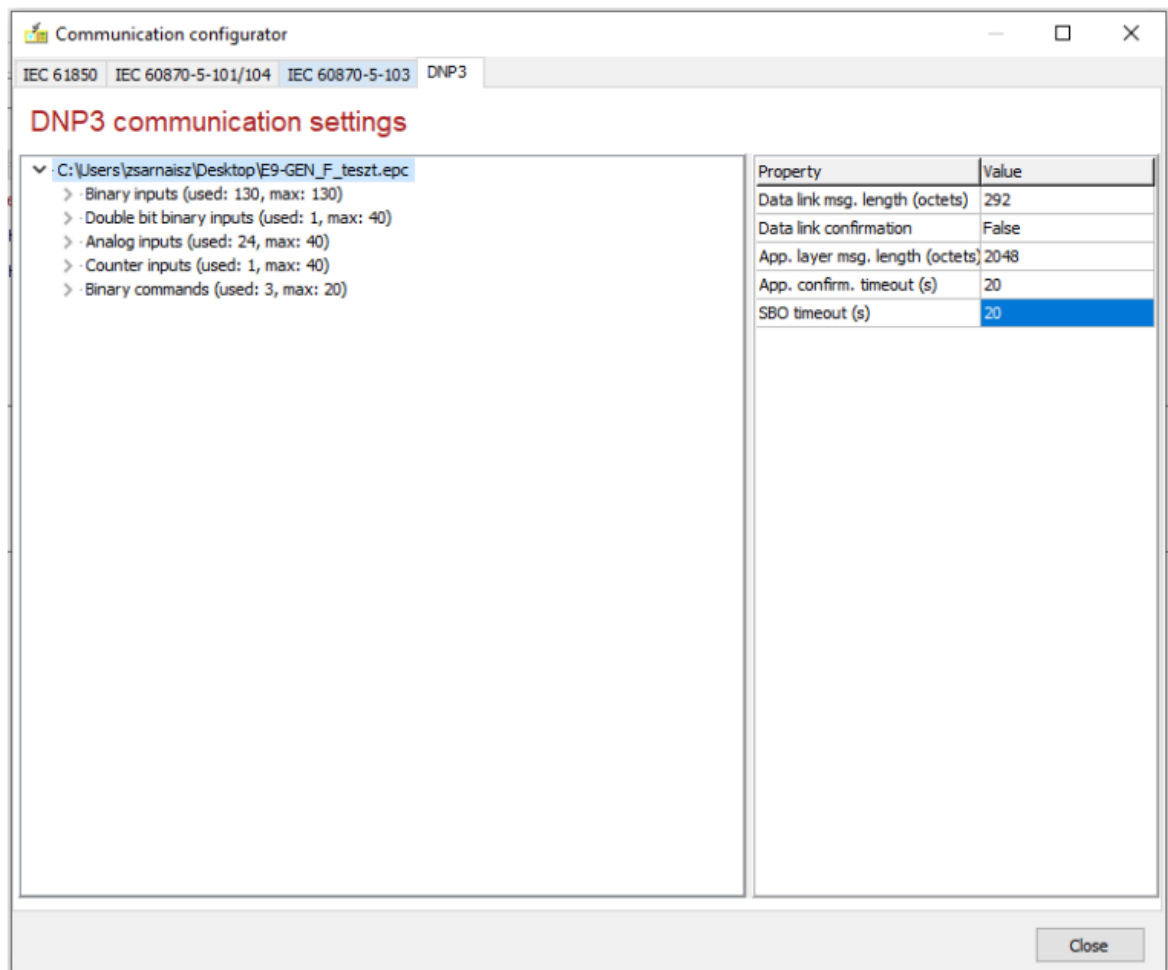 Communication configurator
IEC 61850 IEC 60870-5-101/104 IEC 60870-5-103 DNP3
DNP3 communication settings
C:\Users\zsarnaisz\Desktop\E9-GEN_F_teszt.epc
Binary inputs (used: 130, max: 130)
Double bit binary inputs (used: 1, max: 40)
Analog inputs (used: 24, max: 40)
Counter inputs (used: 1, max: 40)
Binary commands (used: 3, max: 20)
Property Value
Data link msg. length (octets) 292
Data link confirmation False
App. layer msg. length (octets) 2048
App. confirm. timeout (s) 20
SBO timeout (s) 20
Close